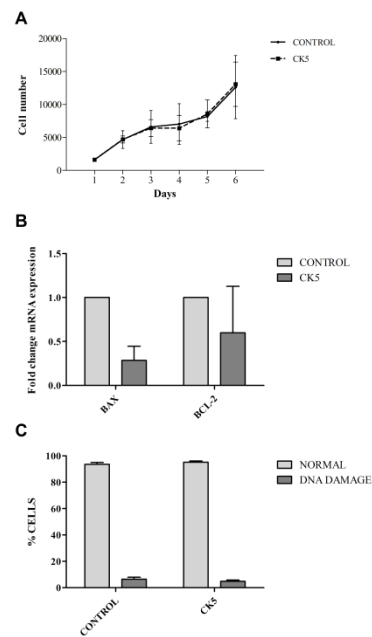 A
Cell number
20000
15000
10000
5000
0
1 2 3 4 5 6
Days
CONTROL
CK5
B
Fold change mRNA expression
1.5
1.0
0.5
0.0
BAX BCL-2
CONTROL
CK5
C
% CELLS
100
80
60
40
20
0
CONTROL CK5
NORMAL
DNA DAMAGE